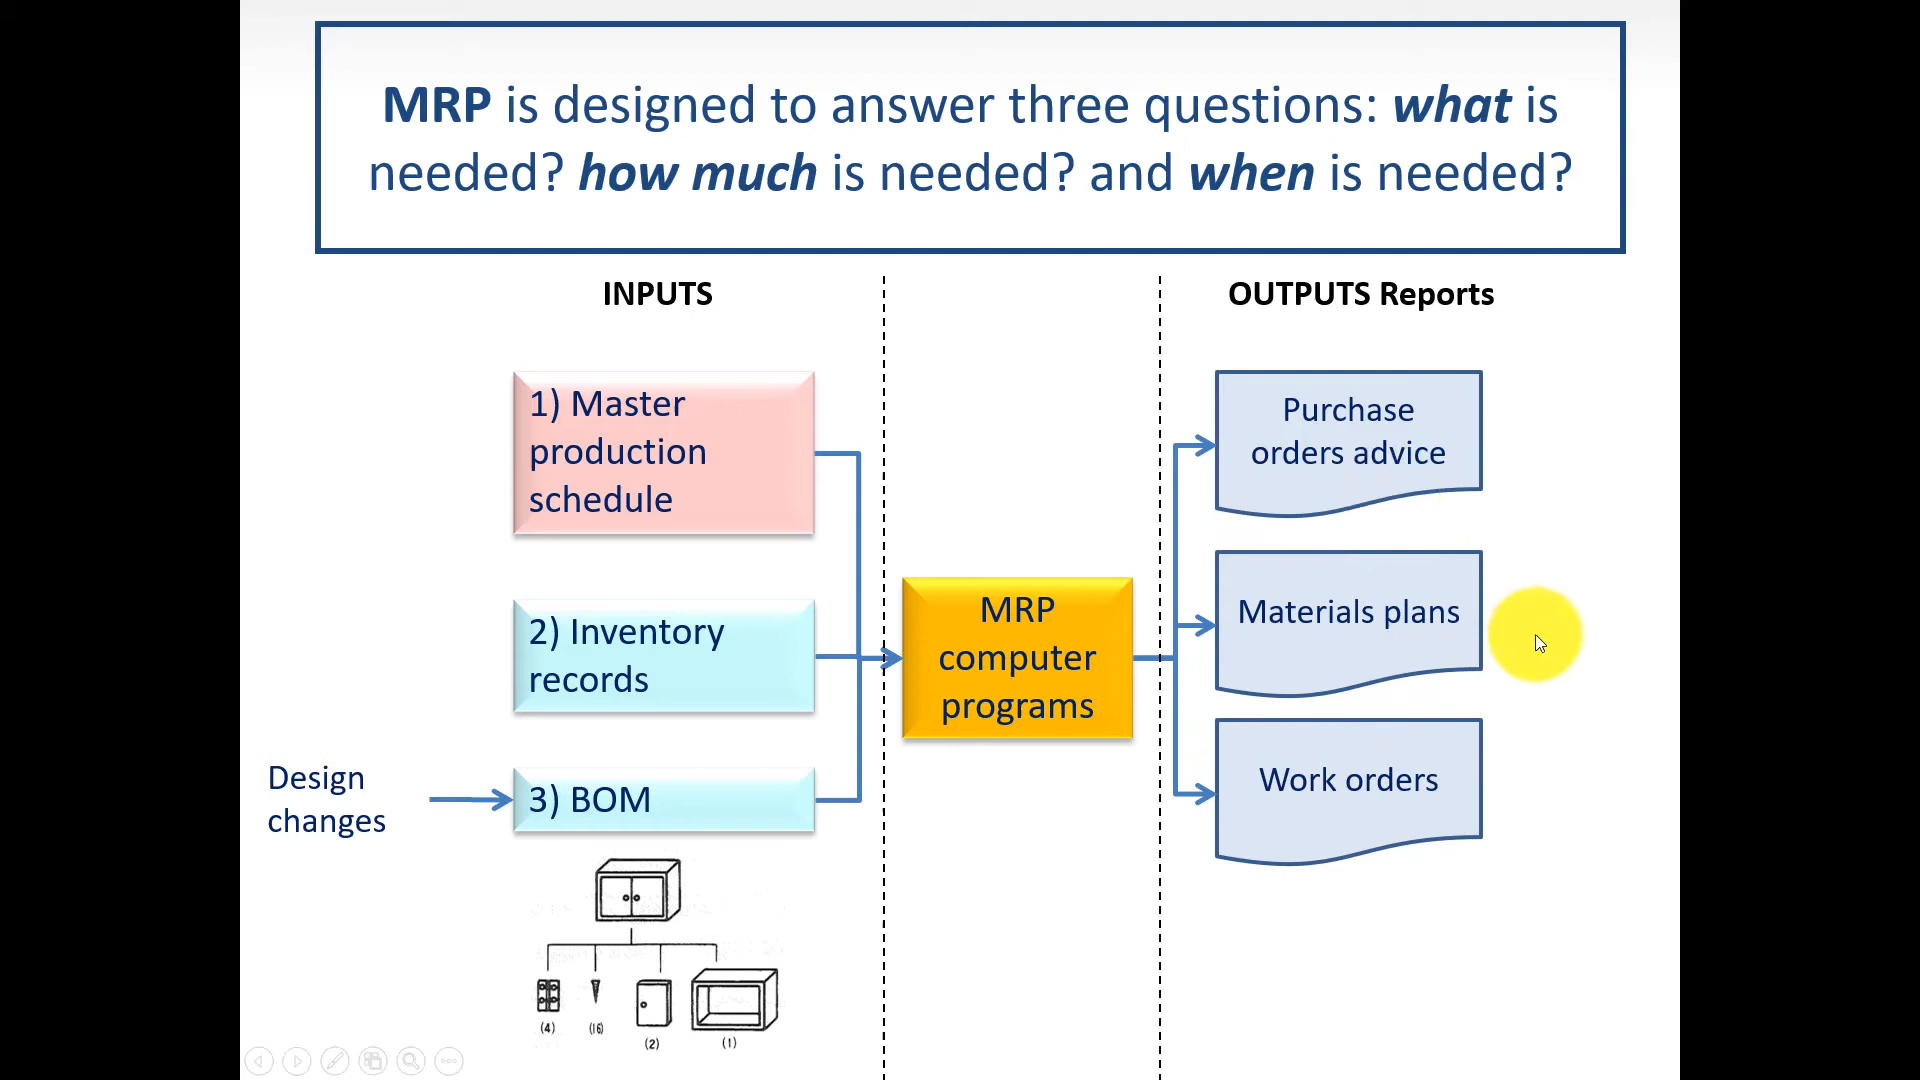 MRP is designed to answer three questions: what is
needed? how much is needed? and when is needed?
INPUTS
OUTPUTS Reports
1) Master
production
schedule
2) Inventory
records
Design
changes
3) BOM
(4)
(16)
(2)
(1)
MRP
computer
programs
Purchase
orders advice
Materials plans
Work orders